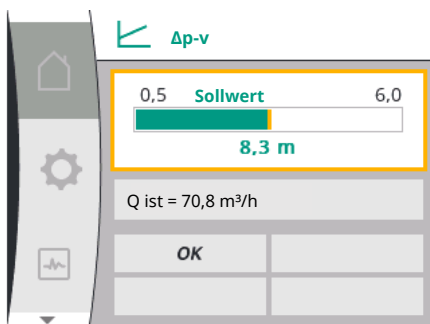 Δp-v
0,5 Sollwert 6,0
8,3 m
Q ist = 70,8 m³/h
OK